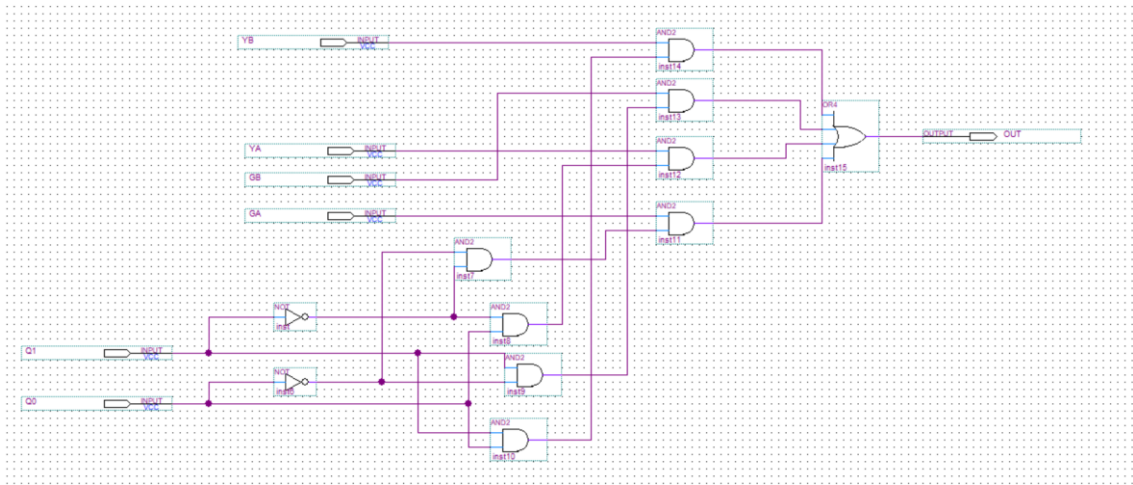 YB
INPUT
VCC
AND2
inst14
AND2
inst13
OR4
inst15
OUTPUT
OUT
AND2
inst12
YA
INPUT
VCC
GB
INPUT
VCC
AND2
inst11
GA
INPUT
VCC
AND2
inst7
NOT
AND2
inst8
Q1
INPUT
VCC
AND2
inst9
NOT
Q0
INPUT
VCC
AND2
inst10